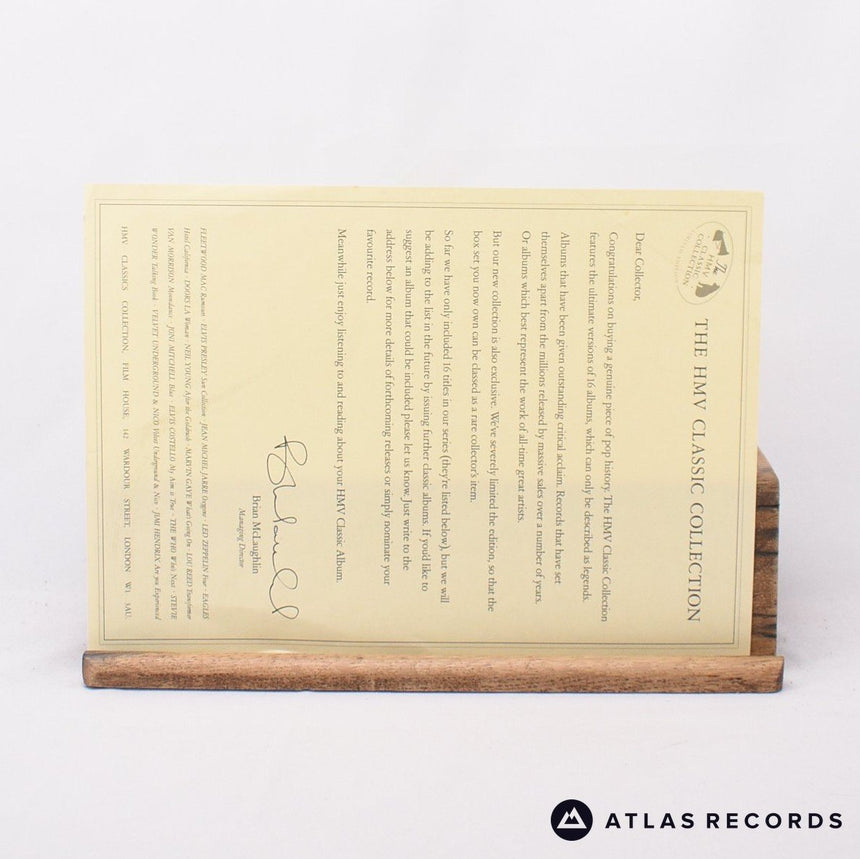 The
HMV
CLASSIC
COLLECTION
THE HMV CLASSIC COLLECTION
Dear Collector,
Congratulations on buying a genuine piece of pop history. The HMV Classic Collection
features the ultimate versions of 16 albums, which can only be described as legends.
Albums that have been given outstanding critical acclaim. Records that have set
themselves apart from the millions released by massive sales over a number of years.
Or albums which best represent the work of all-time great artists.
But our new collection is also exclusive. We've severely limited the edition, so that the
box set you now own can be classed as a rare collector's item.
So far we have only included 16 titles in our series (they're listed below), but we will
be adding to the list in the future by issuing further classic albums. If you'd like to
suggest an album that could be included please let us know. Just write to the
address below for more details of forthcoming releases or simply nominate your
favourite record.
Meanwhile just enjoy listening to and reading about your HMV Classic Album.
Brian McLaughlin
Managing Director
FLEETWOOD MAC Rumours · ELVIS PRESLEY Sun Collection · JEAN MICHEL JARRE Oxygene · LED ZEPPELIN Four · EAGLES
Hotel California · DOORS LA Woman · NEIL YOUNG After the Goldrush · MARVIN GAYE What's Going On · LOU REED Transformer
VAN MORRISON Moondance · JONI MITCHELL Blue · ELVIS COSTELLO My Aim is True · THE WHO Who's Next · STEVIE
WONDER Talking Book · VELVET UNDERGROUND & NICO Velvet Underground & Nico · JIMI HENDRIX Are you Experienced
HMV CLASSICS COLLECTION, FILM HOUSE, 142 WARDOUR STREET, LONDON W1 3AU.
ATLAS RECORDS